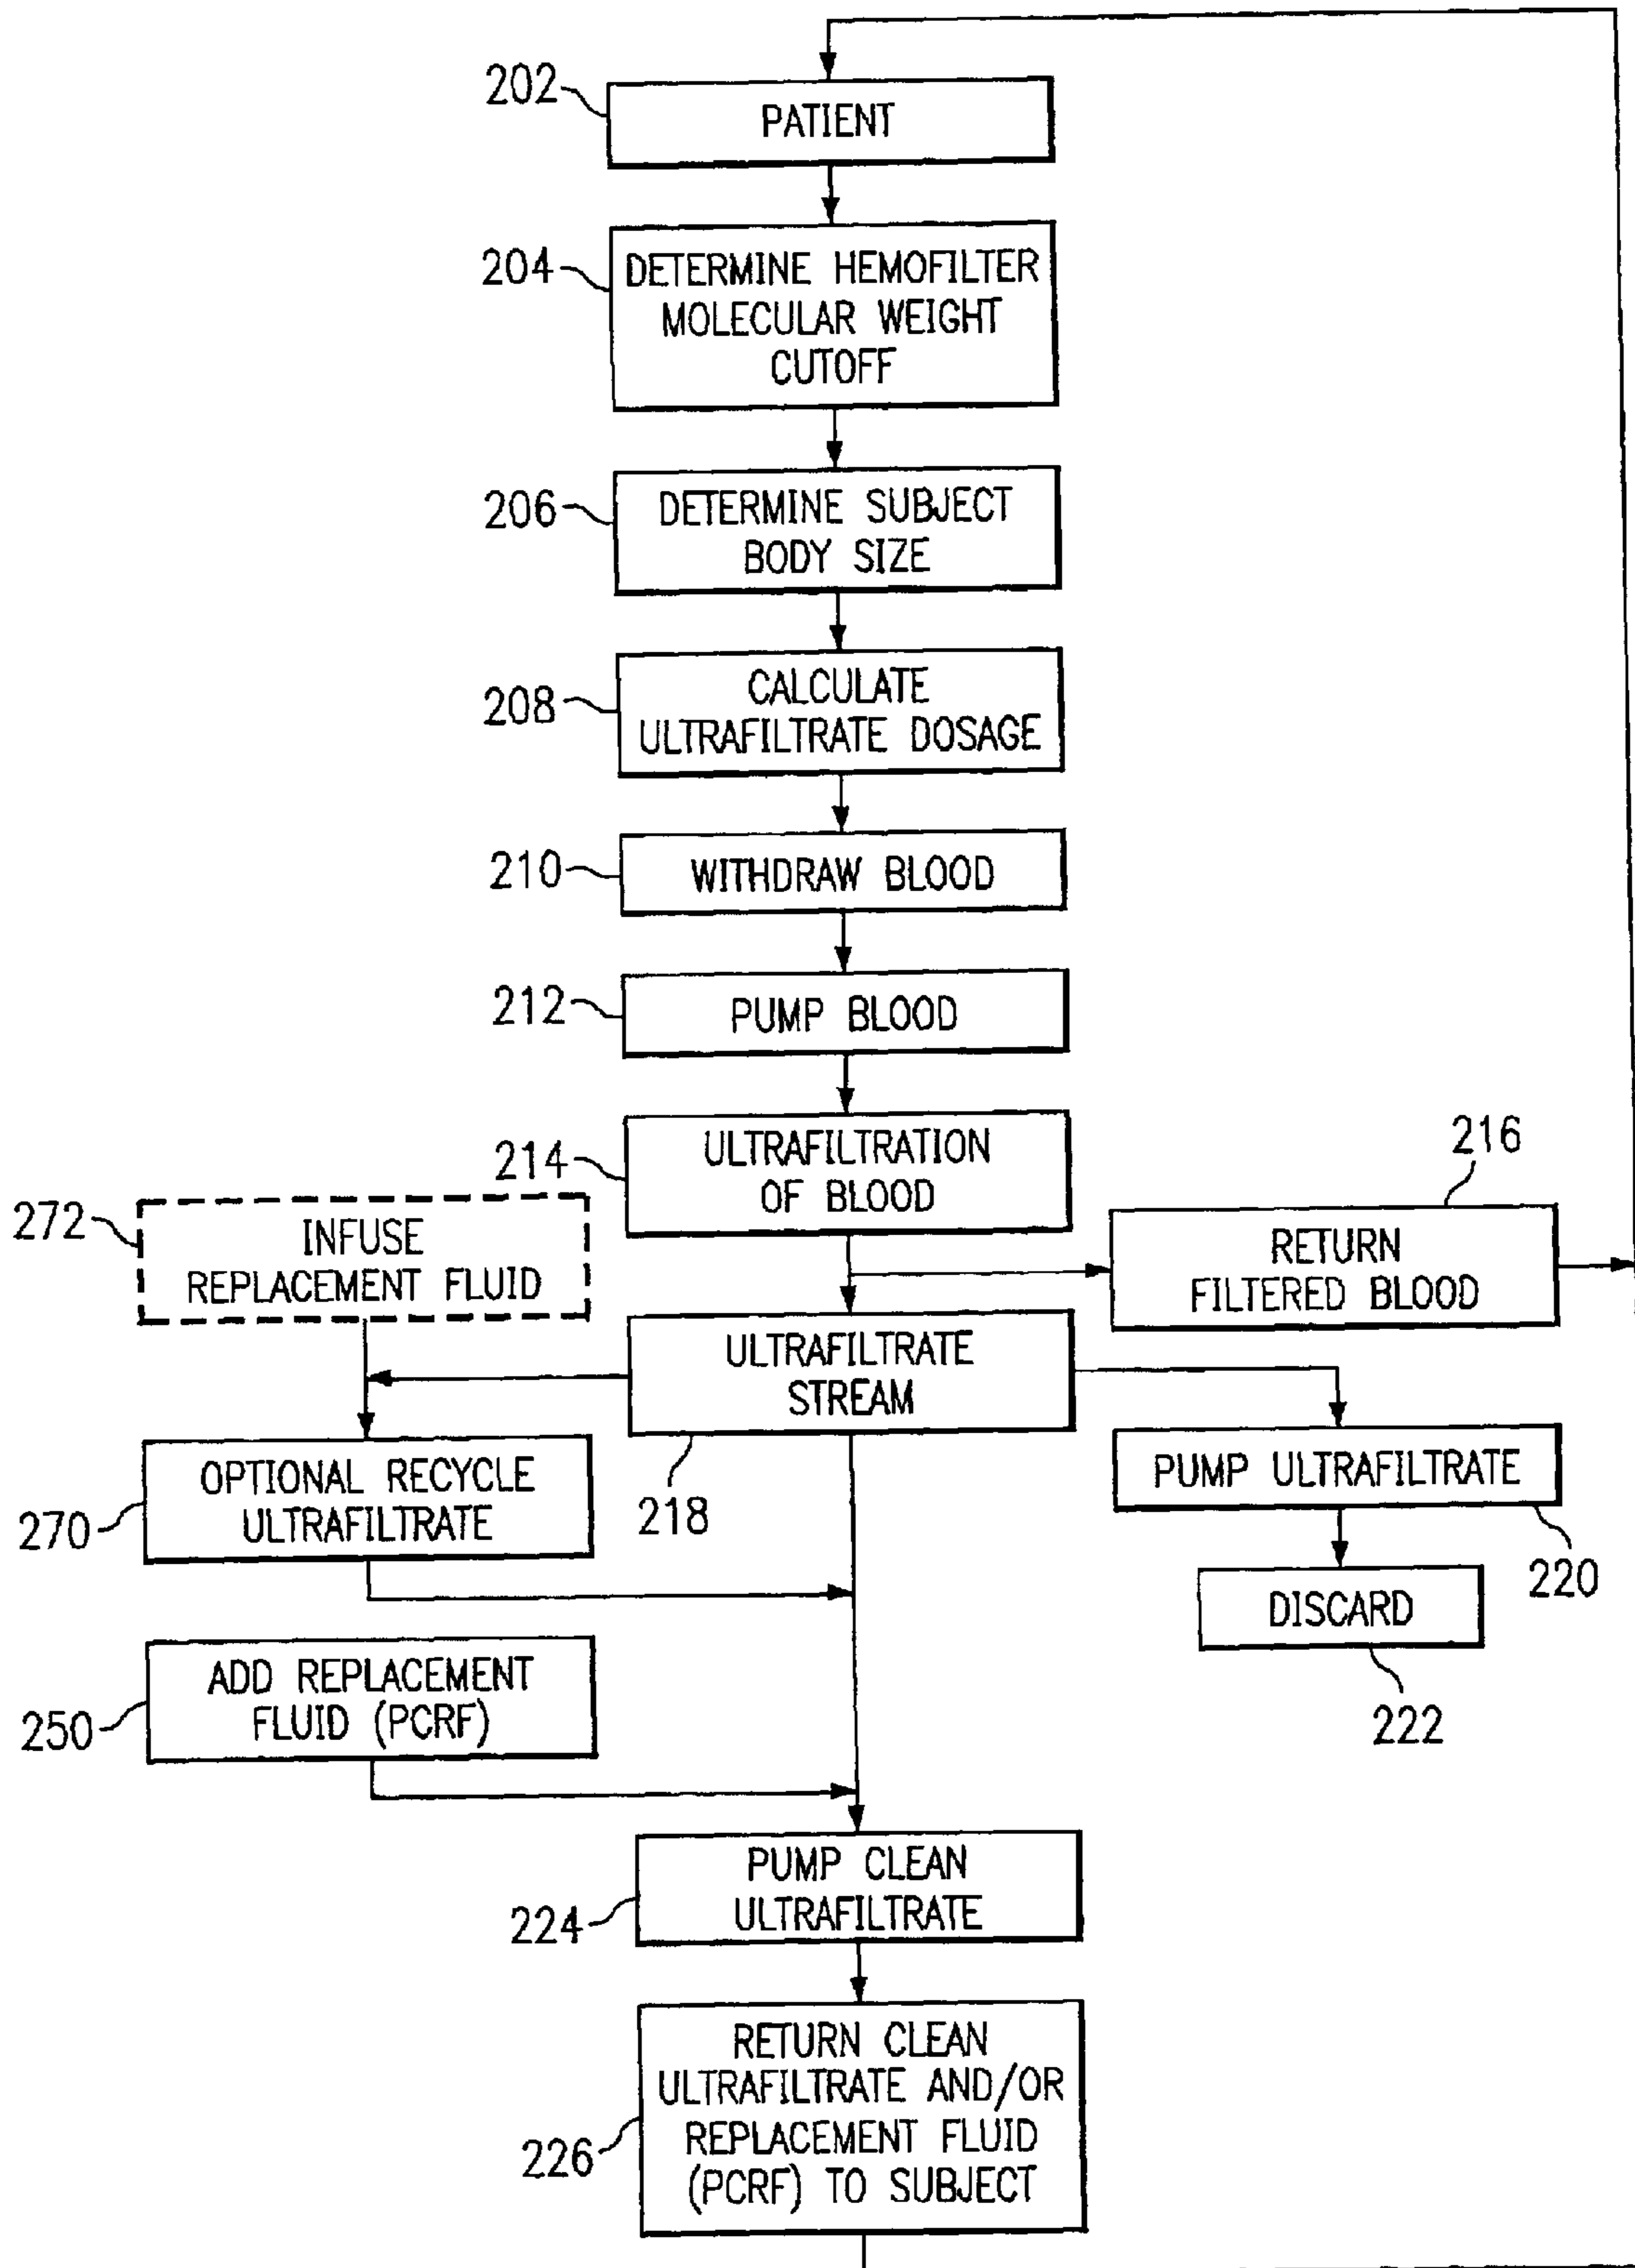 202
PATIENT
204
DETERMINE HEMOFILTER
MOLECULAR WEIGHT
CUTOFF
206
DETERMINE SUBJECT
BODY SIZE
208
CALCULATE
ULTRAFILTRATE DOSAGE
210
WITHDRAW BLOOD
212
PUMP BLOOD
214
ULTRAFILTRATION
OF BLOOD
216
RETURN
FILTERED BLOOD
272
INFUSE
REPLACEMENT FLUID
ULTRAFILTRATE
STREAM
218
PUMP ULTRAFILTRATE
220
OPTIONAL RECYCLE
ULTRAFILTRATE
270
DISCARD
222
ADD REPLACEMENT
FLUID (PCRF)
250
PUMP CLEAN
ULTRAFILTRATE
224
RETURN CLEAN
ULTRAFILTRATE AND/OR
REPLACEMENT FLUID
(PCRF) TO SUBJECT
226